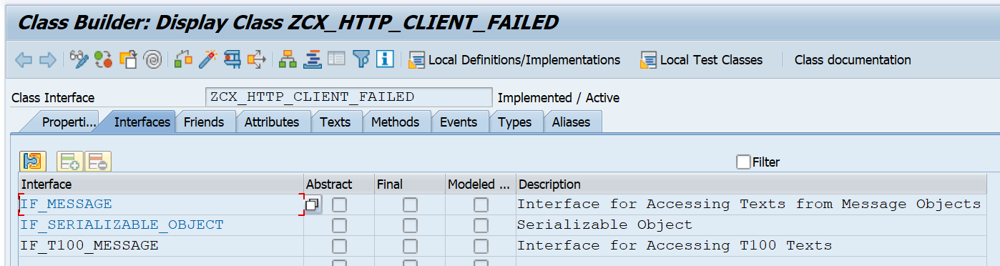 Class Builder: Display Class ZCX_HTTP_CLIENT_FAILED
Local Definitions/Implementations Local Test Classes Class documentation
Class Interface ZCX_HTTP_CLIENT_FAILED Implemented / Active
Properti... Interfaces Friends Attributes Texts Methods Events Types Aliases
Filter
Interface Abstract Final Modeled ... Description
IF_MESSAGE Interface for Accessing Texts from Message Objects
IF_SERIALIZABLE_OBJECT Serializable Object
IF_T100_MESSAGE Interface for Accessing T100 Texts